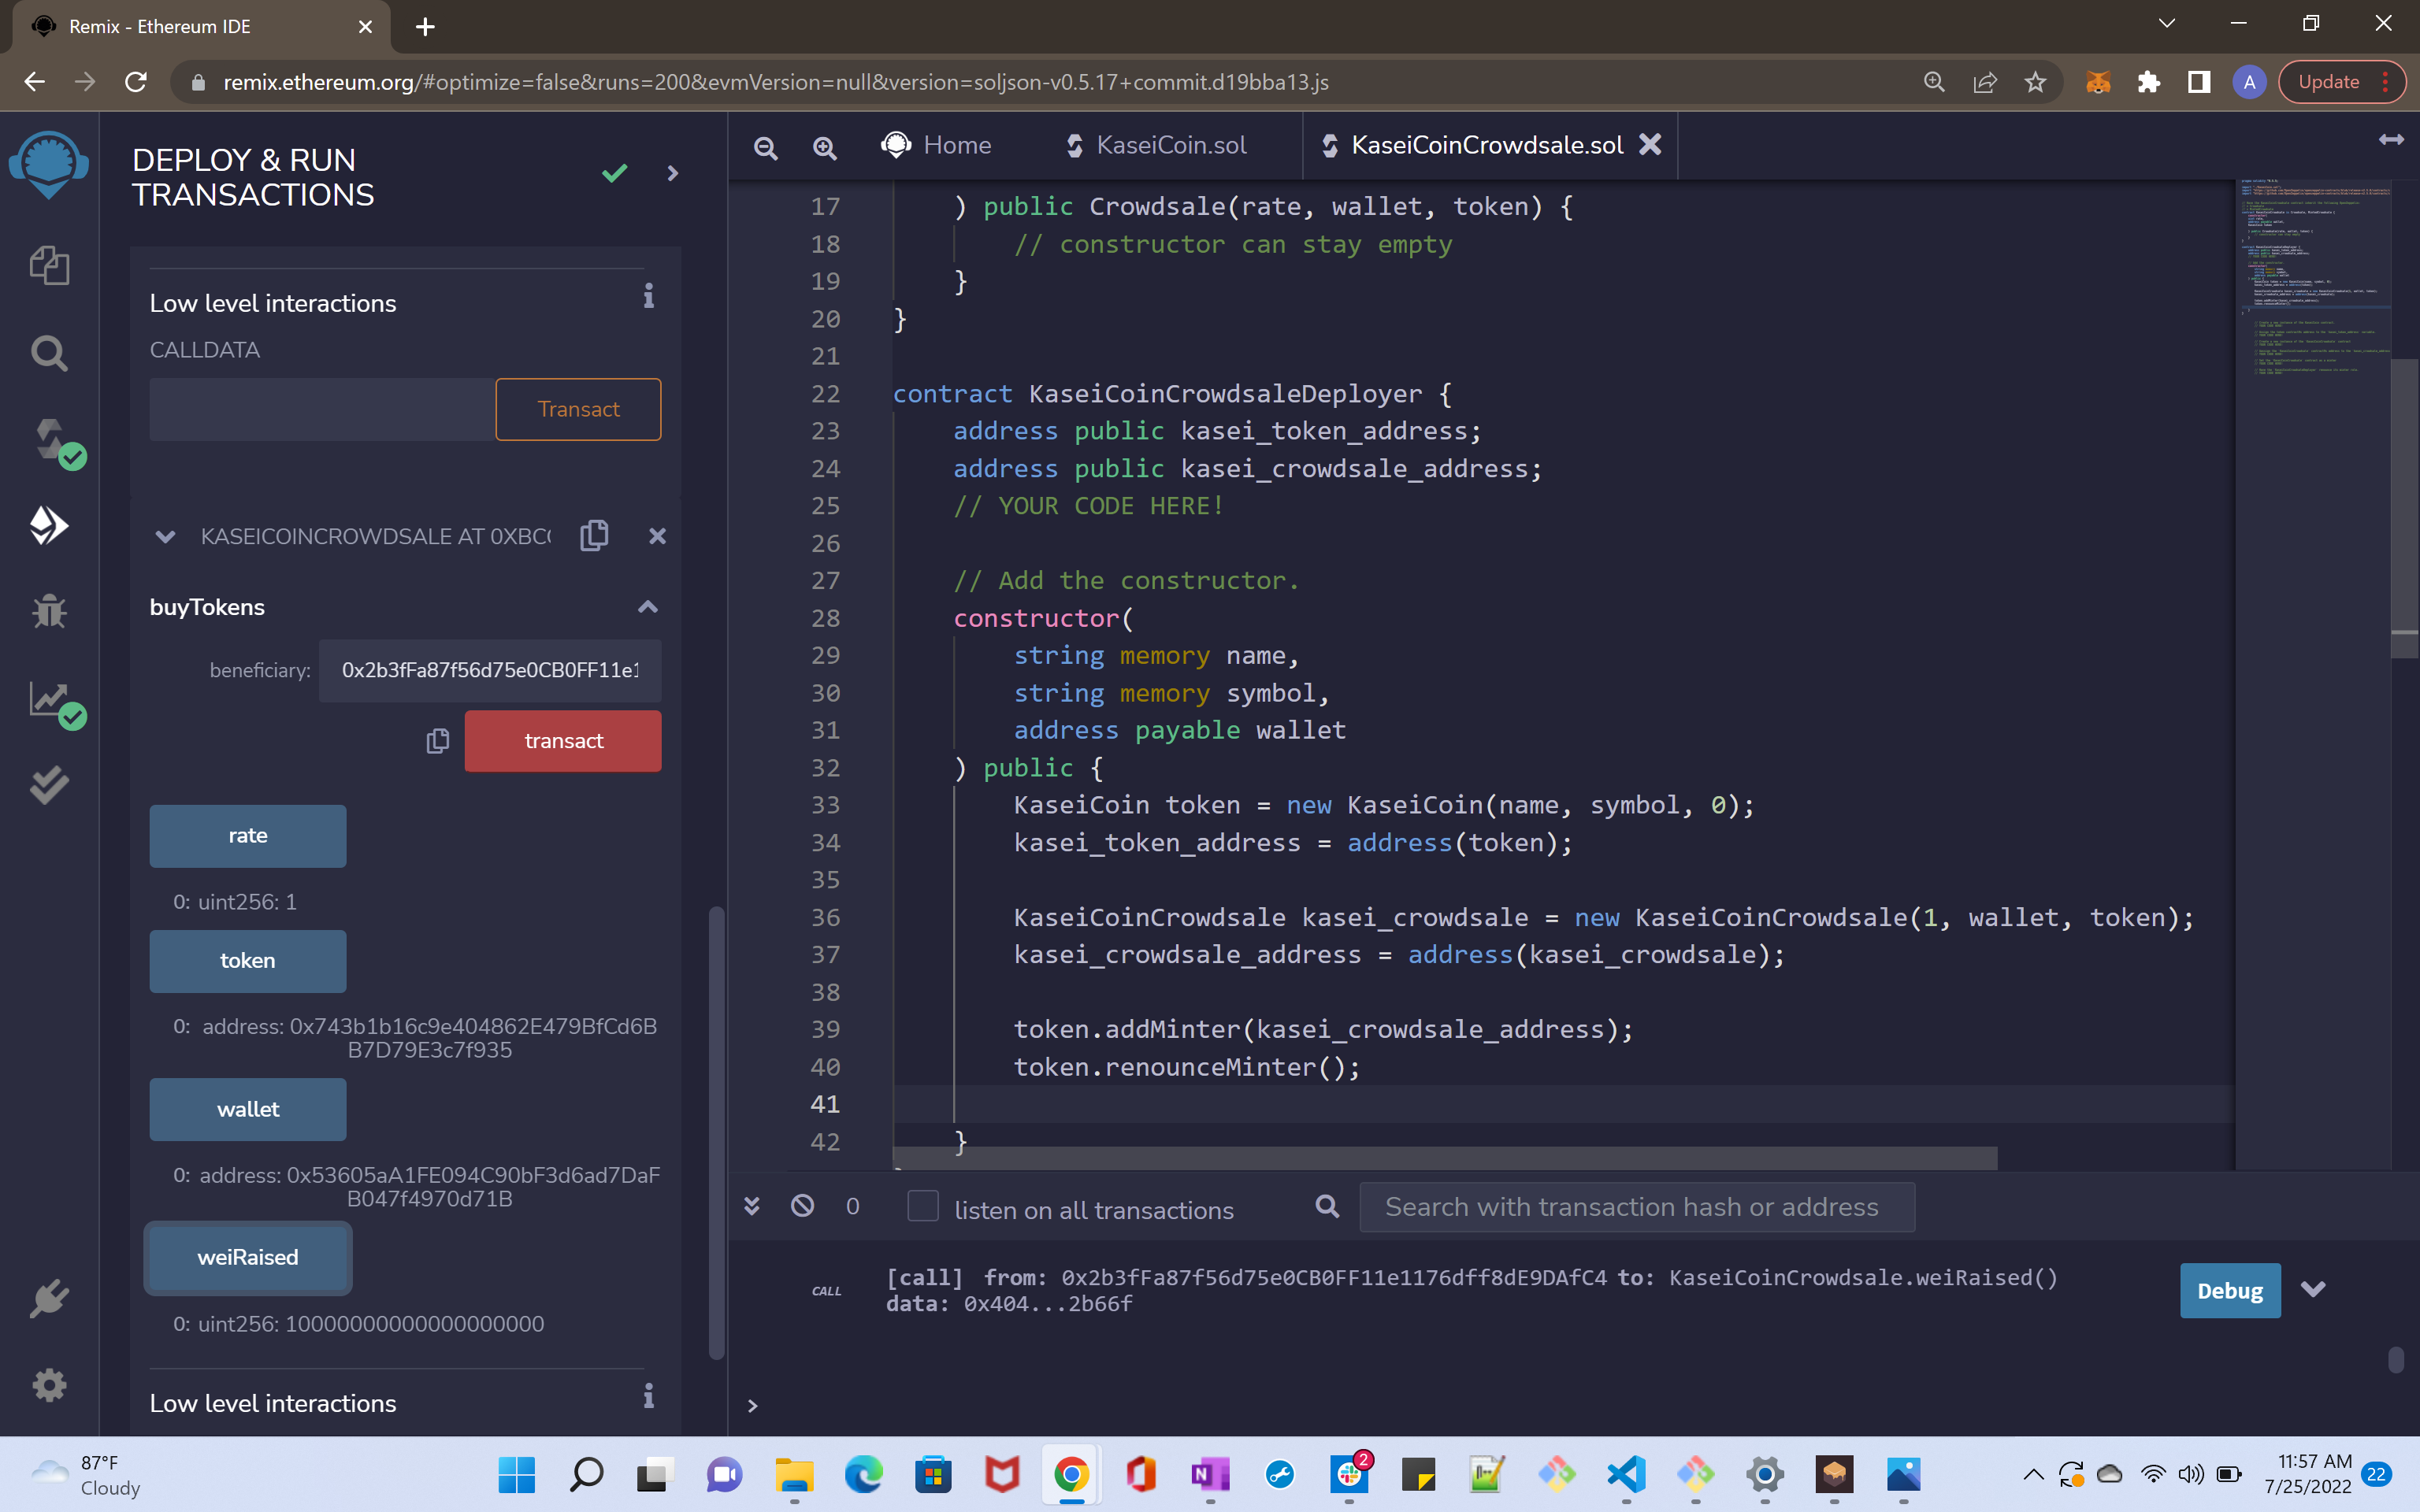 Remix - Ethereum IDE
remix.ethereum.org/#optimize=false&runs=200&evmVersion=null&version=soljson-v0.5.17+commit.d19bba13.js
A
Update
DEPLOY & RUN
TRANSACTIONS
Low level interactions
CALLDATA
Transact
KASEICOINCROWDSALE AT 0XBC
buyTokens
beneficiary: 0x2b3fFa87f56d75e0CB0FF11e1
transact
rate
0: uint256: 1
token
0: address: 0x743b1b16c9e404862E479BfCd6B
B7D79E3c7f935
wallet
0: address: 0x53605aA1FE094C90bF3d6ad7DaF
B047f4970d71B
weiRaised
0: uint256: 10000000000000000000
Low level interactions
Home
KaseiCoin.sol
KaseiCoinCrowdsale.sol
17 ) public Crowdsale(rate, wallet, token) {
18 // constructor can stay empty
19 }
20 }
21
22 contract KaseiCoinCrowdsaleDeployer {
23 address public kasei_token_address;
24 address public kasei_crowdsale_address;
25 // YOUR CODE HERE!
26
27 // Add the constructor.
28 constructor(
29 string memory name,
30 string memory symbol,
31 address payable wallet
32 ) public {
33 KaseiCoin token = new KaseiCoin(name, symbol, 0);
34 kasei_token_address = address(token);
35
36 KaseiCoinCrowdsale kasei_crowdsale = new KaseiCoinCrowdsale(1, wallet, token);
37 kasei_crowdsale_address = address(kasei_crowdsale);
38
39 token.addMinter(kasei_crowdsale_address);
40 token.renounceMinter();
41
42 }
0
listen on all transactions
Search with transaction hash or address
CALL
[call] from: 0x2b3fFa87f56d75e0CB0FF11e1176dff8dE9DAfC4 to: KaseiCoinCrowdsale.weiRaised()
data: 0x404...2b66f
Debug
>
87°F
Cloudy
2
11:57 AM
7/25/2022
22